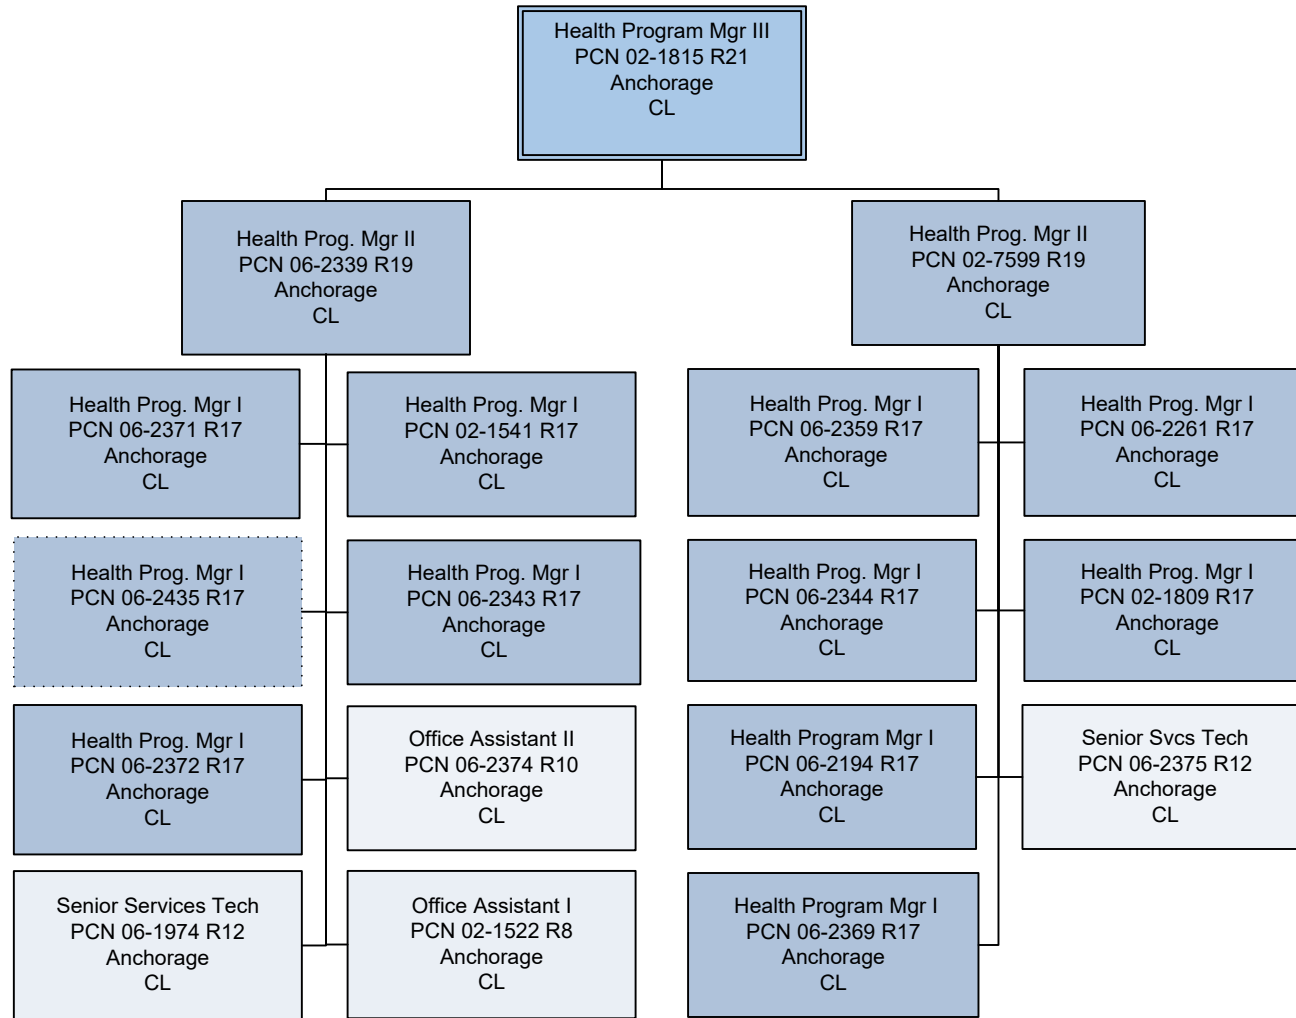 Health Program Mgr III
PCN 02-1815 R21
Anchorage
CL
Health Prog. Mgr II
PCN 06-2339 R19
Anchorage
CL
Health Prog. Mgr II
PCN 02-7599 R19
Anchorage
CL
Health Prog. Mgr I
PCN 06-2371 R17
Anchorage
CL
Health Prog. Mgr I
PCN 02-1541 R17
Anchorage
CL
Health Prog. Mgr I
PCN 06-2359 R17
Anchorage
CL
Health Prog. Mgr I
PCN 06-2261 R17
Anchorage
CL
Health Prog. Mgr I
PCN 06-2435 R17
Anchorage
CL
Health Prog. Mgr I
PCN 06-2343 R17
Anchorage
CL
Health Prog. Mgr I
PCN 06-2344 R17
Anchorage
CL
Health Prog. Mgr I
PCN 02-1809 R17
Anchorage
CL
Health Prog. Mgr I
PCN 06-2372 R17
Anchorage
CL
Office Assistant II
PCN 06-2374 R10
Anchorage
CL
Health Program Mgr I
PCN 06-2194 R17
Anchorage
CL
Senior Svcs Tech
PCN 06-2375 R12
Anchorage
CL
Senior Services Tech
PCN 06-1974 R12
Anchorage
CL
Office Assistant I
PCN 02-1522 R8
Anchorage
CL
Health Program Mgr I
PCN 06-2369 R17
Anchorage
CL